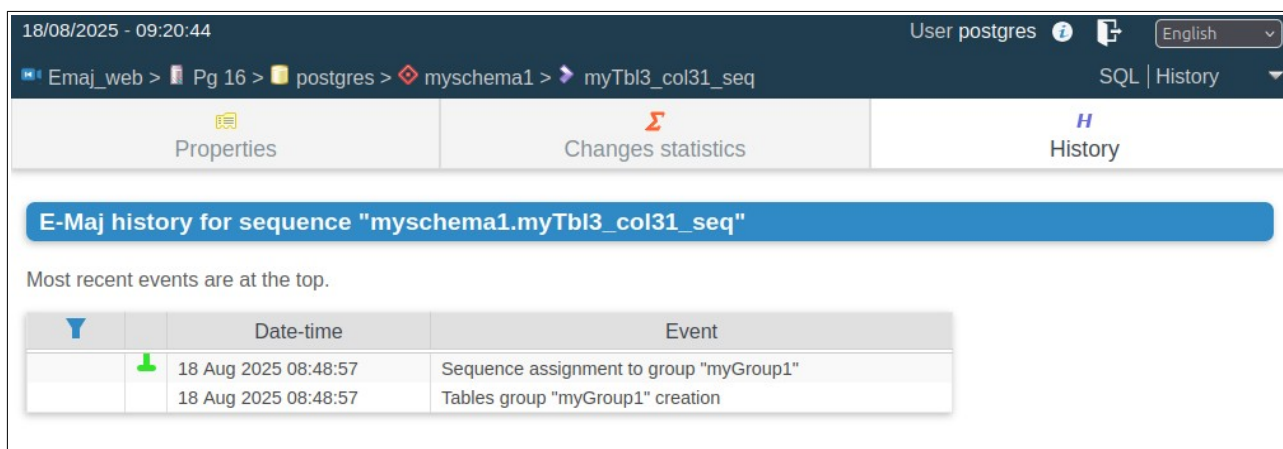 18/08/2025 - 09:20:44 User postgres English
Emaj_web > Pg 16 > postgres > myschema1 > myTbl3_col31_seq SQL | History
Properties Changes statistics History
E-Maj history for sequence "myschema1.myTbl3_col31_seq"
Most recent events are at the top.
Date-time Event
18 Aug 2025 08:48:57 Sequence assignment to group "myGroup1"
18 Aug 2025 08:48:57 Tables group "myGroup1" creation